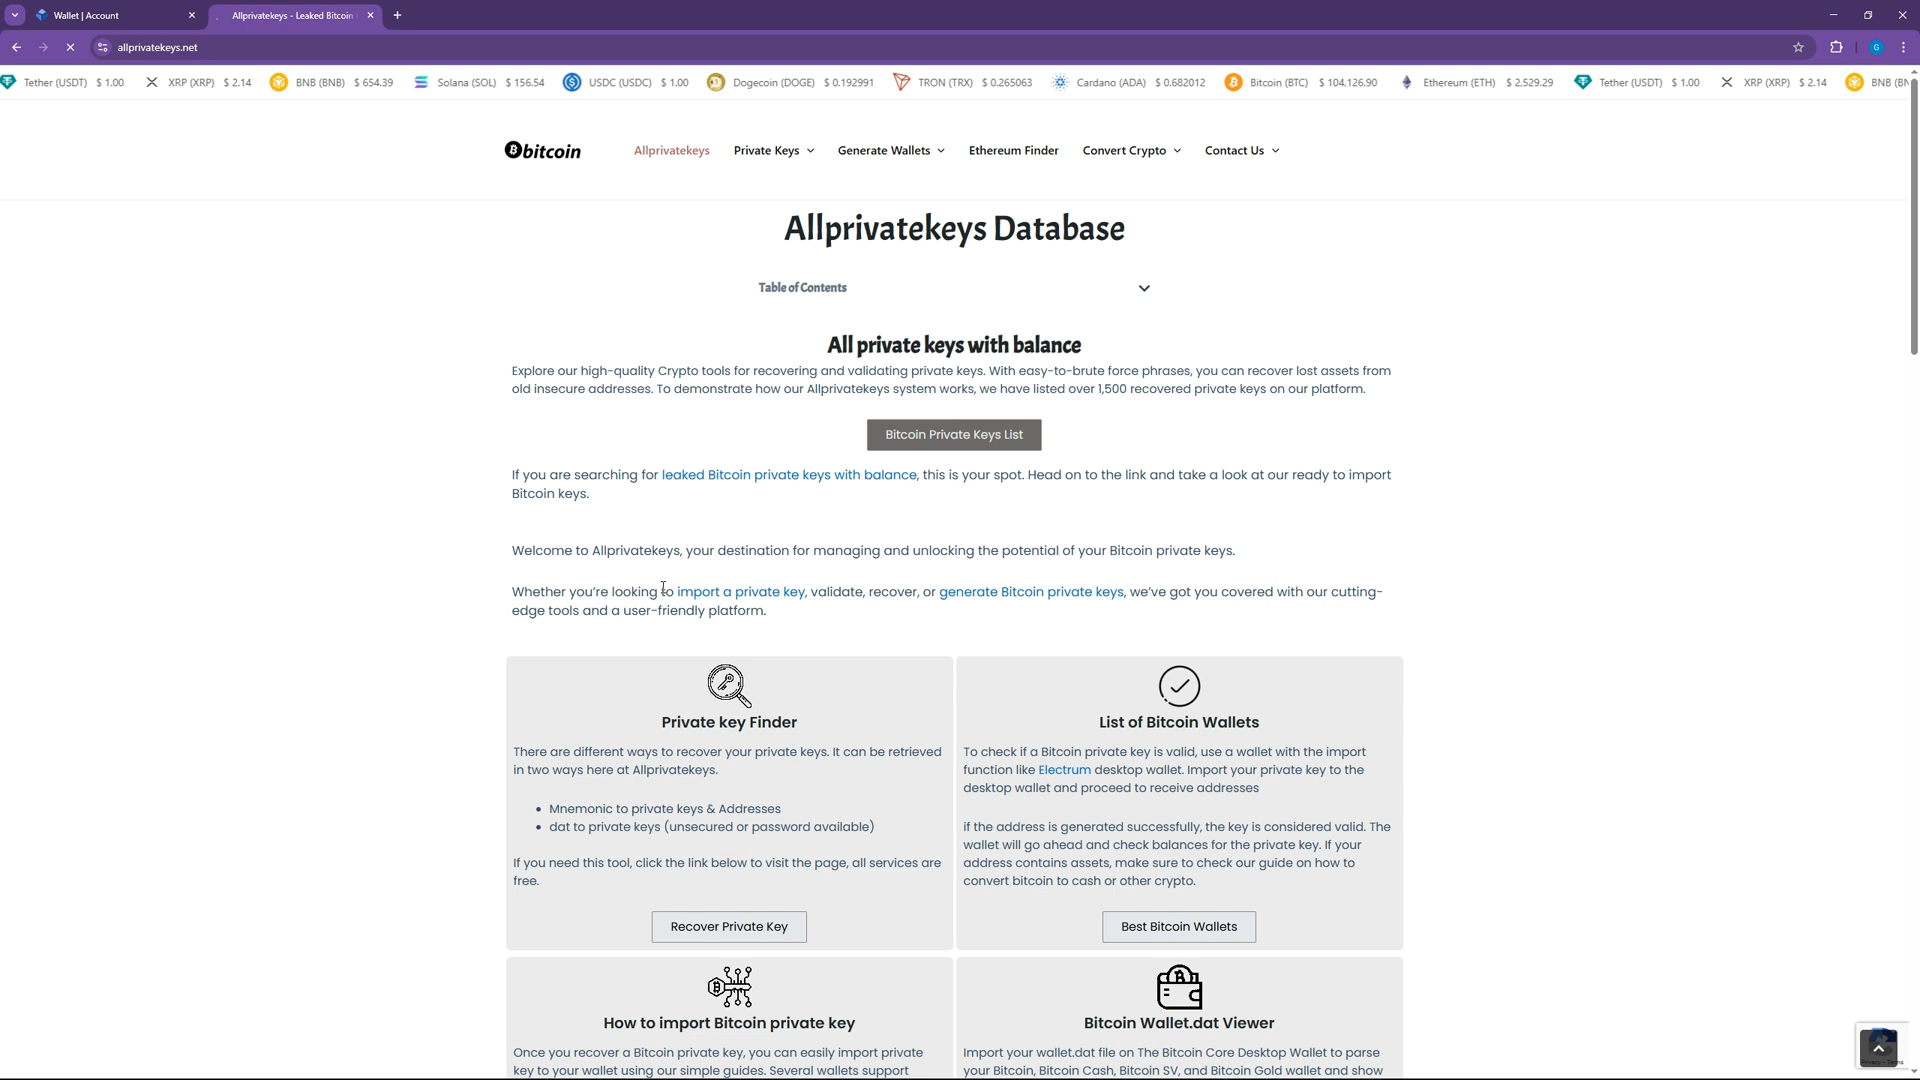 Wallet | Account
Allprivatekeys - Leaked Bitcoin
allprivatekeys.net
G
Tether (USDT) $ 1.00 XRP (XRP) $ 2.14 BNB (BNB) $ 654.39 Solana (SOL) $ 156.54 USDC (USDC) $ 1.00 Dogecoin (DOGE) $ 0.192991 TRON (TRX) $ 0.265063 Cardano (ADA) $ 0.682012 Bitcoin (BTC) $ 104,126.90 Ethereum (ETH) $ 2,529.29 Tether (USDT) $ 1.00 XRP (XRP) $ 2.14 BNB (BN
bitcoin
Allprivatekeys Private Keys Generate Wallets Ethereum Finder Convert Crypto Contact Us
Allprivatekeys Database
Table of Contents
All private keys with balance
Explore our high-quality Crypto tools for recovering and validating private keys. With easy-to-brute force phrases, you can recover lost assets from
old insecure addresses. To demonstrate how our Allprivatekeys system works, we have listed over 1,500 recovered private keys on our platform.
Bitcoin Private Keys List
If you are searching for leaked Bitcoin private keys with balance, this is your spot. Head on to the link and take a look at our ready to import
Bitcoin keys.
Welcome to Allprivatekeys, your destination for managing and unlocking the potential of your Bitcoin private keys.
Whether you're looking to import a private key, validate, recover, or generate Bitcoin private keys, we've got you covered with our cutting-
edge tools and a user-friendly platform.
Private key Finder
There are different ways to recover your private keys. It can be retrieved
in two ways here at Allprivatekeys.
• Mnemonic to private keys & Addresses
• dat to private keys (unsecured or password available)
If you need this tool, click the link below to visit the page, all services are
free.
Recover Private Key
List of Bitcoin Wallets
To check if a Bitcoin private key is valid, use a wallet with the import
function like Electrum desktop wallet. Import your private key to the
desktop wallet and proceed to receive addresses
if the address is generated successfully, the key is considered valid. The
wallet will go ahead and check balances for the private key. If your
address contains assets, make sure to check our guide on how to
convert bitcoin to cash or other crypto.
Best Bitcoin Wallets
How to import Bitcoin private key
Once you recover a Bitcoin private key, you can easily import private
key to your wallet using our simple guides. Several wallets support
Bitcoin Wallet.dat Viewer
Import your wallet.dat file on The Bitcoin Core Desktop Wallet to parse
your Bitcoin, Bitcoin Cash, Bitcoin SV, and Bitcoin Gold wallet and show